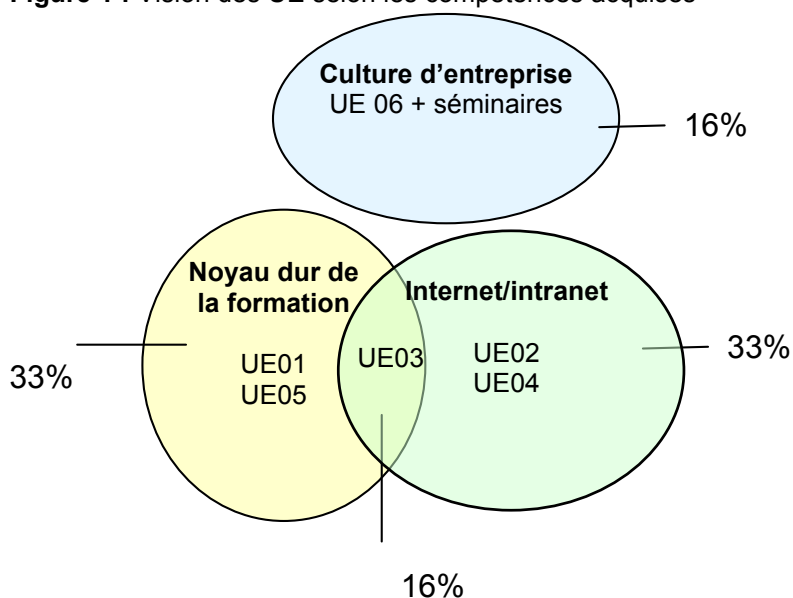 Figure 1 : Vision des UE selon les compétences acquises
Culture d’entreprise
UE 06 + séminaires
16%
Noyau dur de
la formation
Internet/intranet
UE01
UE05
UE03
UE02
UE04
33%
33%
16%